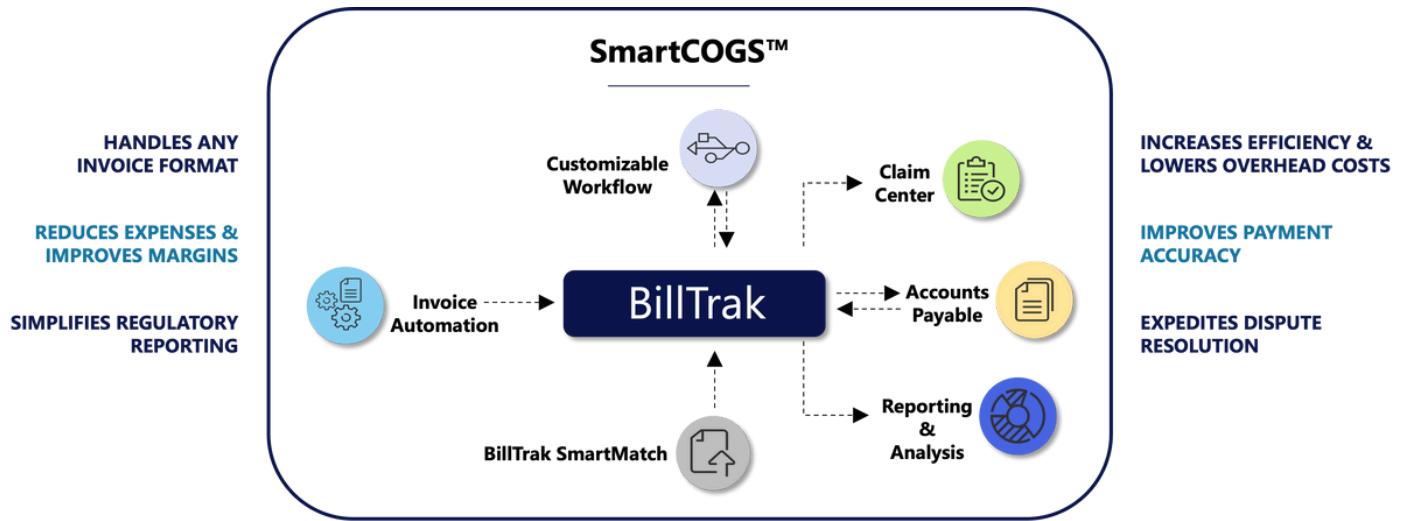 SmartCOGS™
HANDLES ANY
INVOICE FORMAT
REDUCES EXPENSES &
IMPROVES MARGINS
SIMPLIFIES REGULATORY
REPORTING
Customizable
Workflow
Claim
Center
Invoice
Automation
BillTrak
Accounts
Payable
BillTrak SmartMatch
Reporting
&
Analysis
INCREASES EFFICIENCY &
LOWERS OVERHEAD COSTS
IMPROVES PAYMENT
ACCURACY
EXPEDITES DISPUTE
RESOLUTION